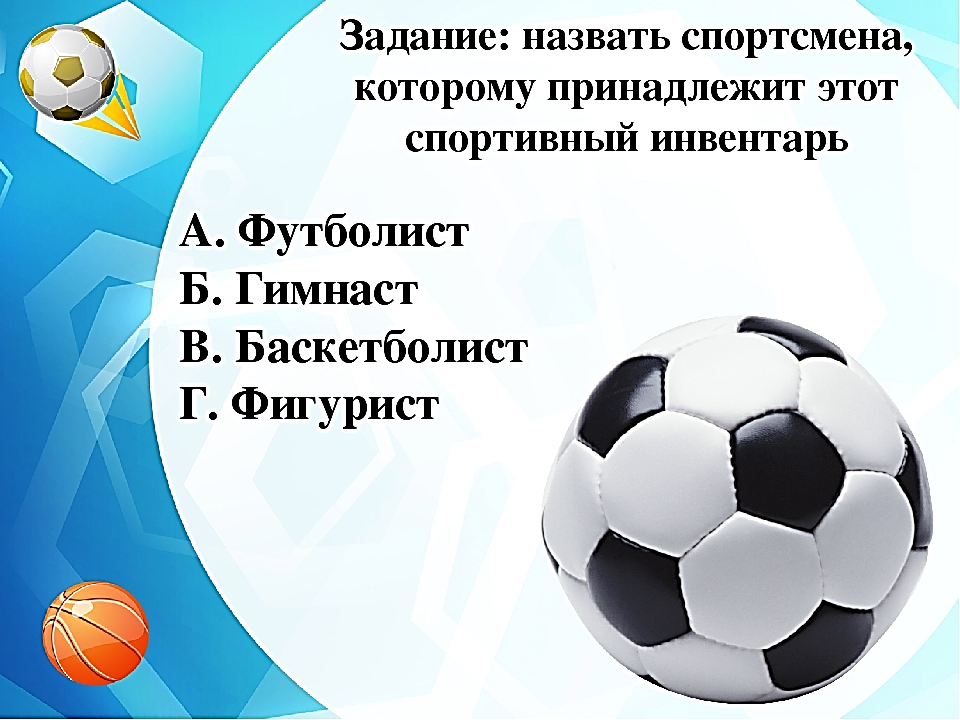 Задание: назвать спортсмена,
которому принадлежит этот
спортивный инвентарь
А. Футболист
Б. Гимнаст
В. Баскетболист
Г. Фигурист